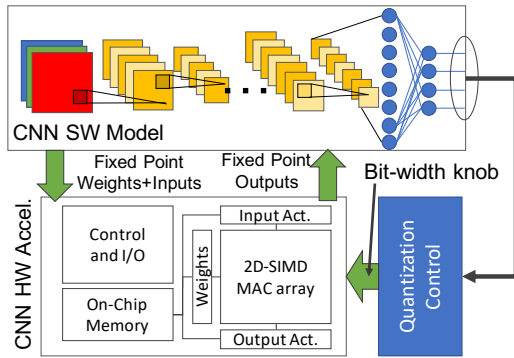 CNN SW Model
Fixed Point
Weights+Inputs
Fixed Point
Outputs
Bit-width knob
CNN HW Accel.
Control
and I/O
On-Chip
Memory
Weights
Input Act.
2D-SIMD
MAC array
Output Act.
Quantization
Control